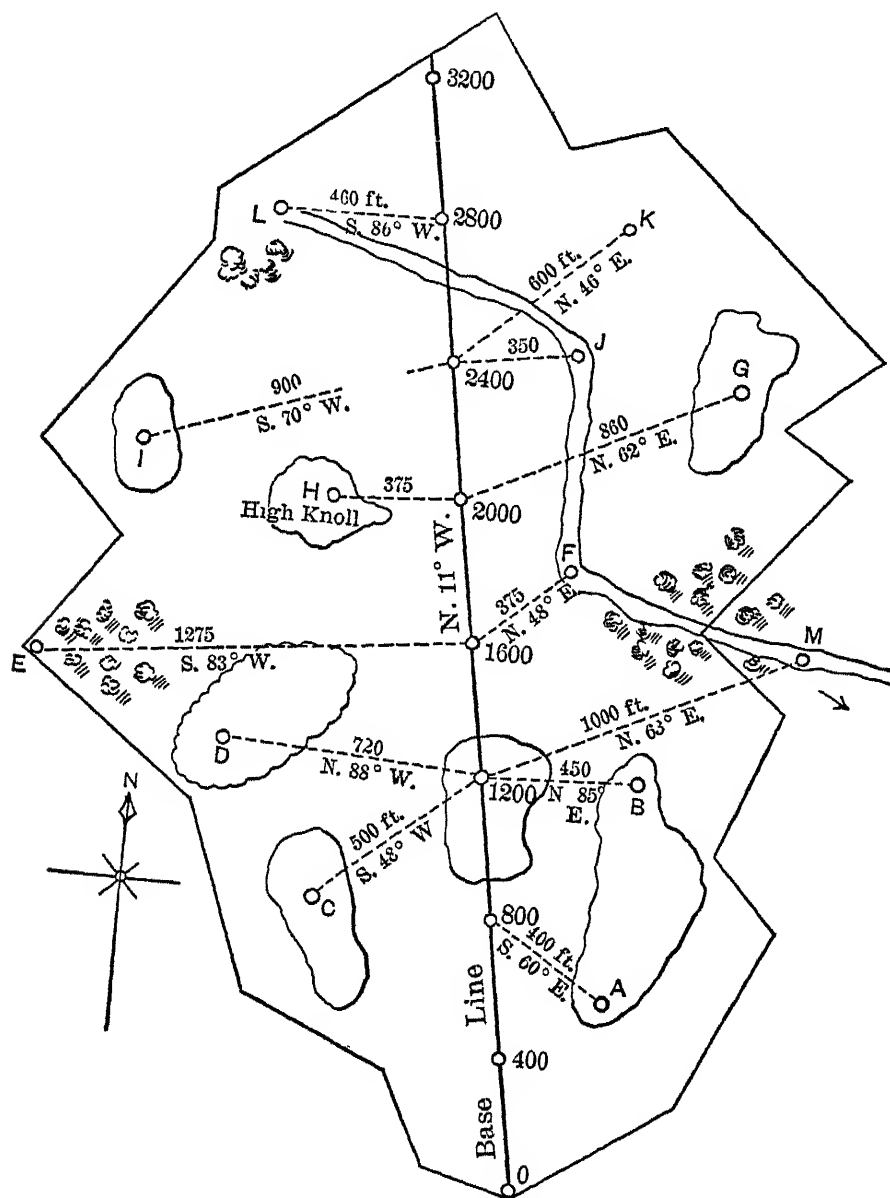 3200
460 ft.
L
2800
S. 86° W.
K
600 ft.
N. 46° E.
350
J
2400
900
S. 70° W.
G
I
860
N. 62° E.
H
375
High Knoll
2000
N. 11° W.
F
375
N. 48° E.
1275
E
S. 83° W.
1600
M
1000 ft.
N. 63° E.
D
720
N. 88° W.
450
1200
N 85°
E.
B
N
500 ft.
S. 48° W
C
800
400 ft.
S. 60° E.
A
Base Line
400
0